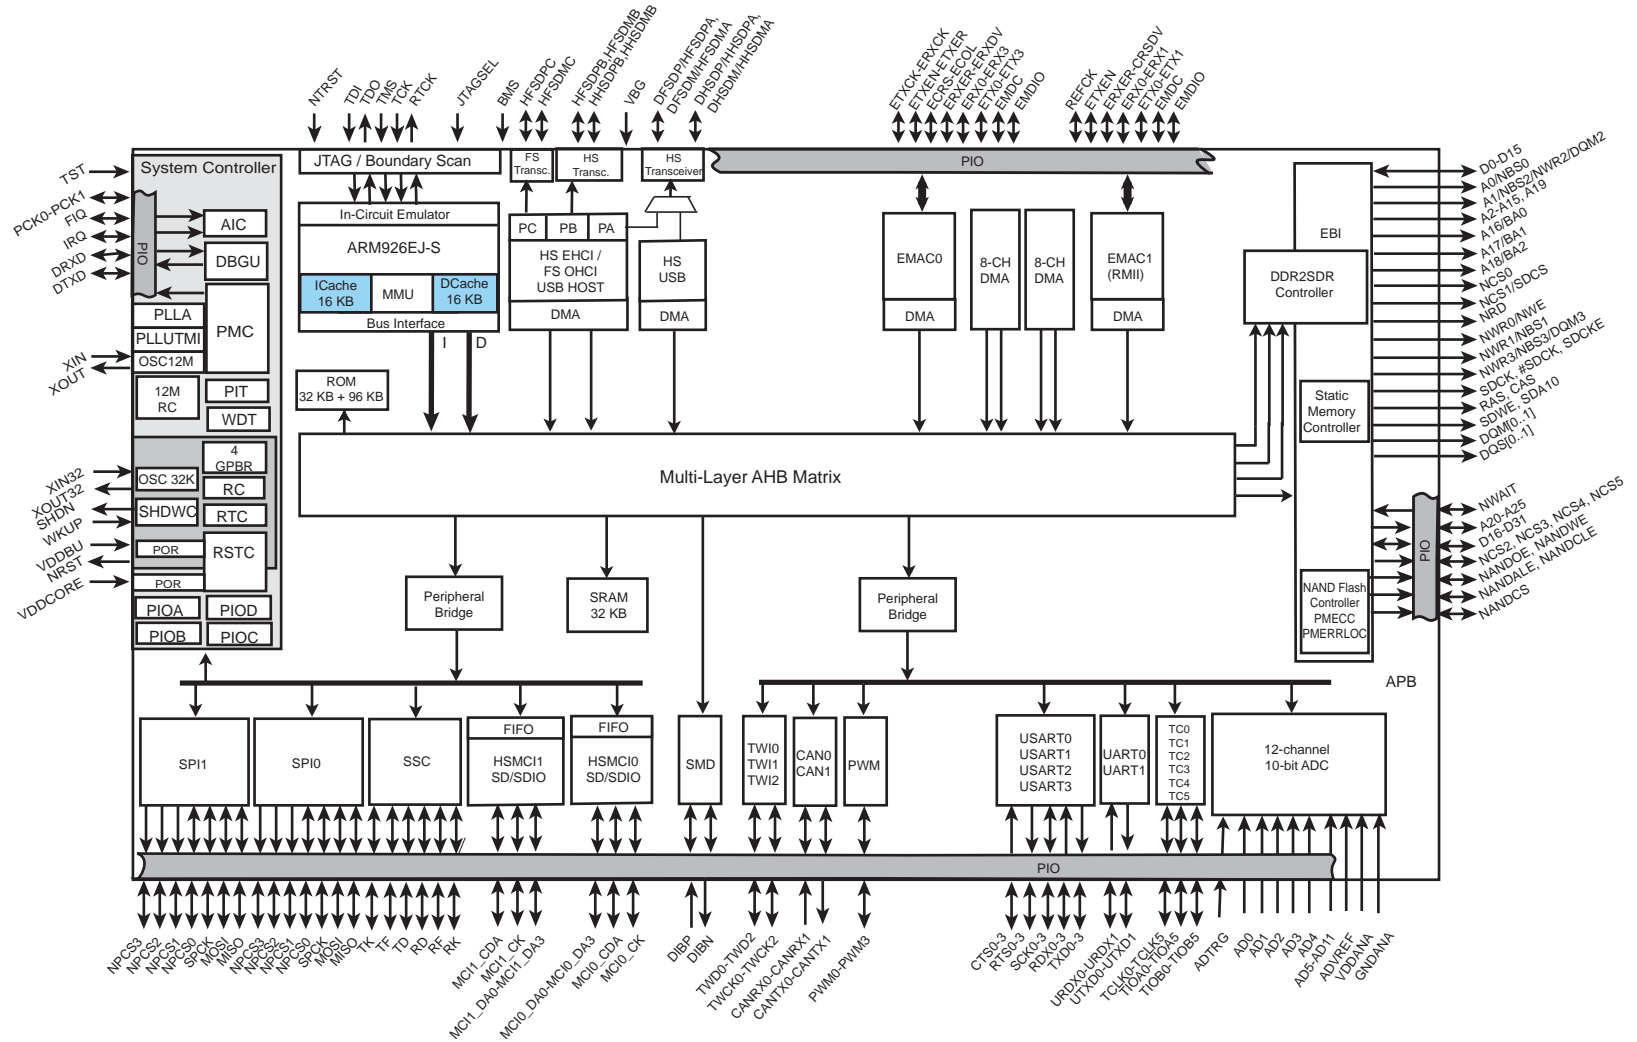 NTRST
TDI
TDO
TMS
TCK
RTCK
JTAGSEL
BMS
HFSDPC
HFSDMC
HFSDPB,HFSDMB
HHSDPB,HHSDMB
VBG
DFSDP/HFSDPA,
DFSDM/HFSDMA
DHSDP/HHSDPA,
DHSDM/HHSDMA
ETXCK-ERXCK
ETXEN-ETXER
ECRS-ECOL
ERXER-ERXDV
ERX0-ERX3
ETX0-ETX3
EMDC
EMDIO
REFCK
ETXEN
ERXER-CRSDV
ERX0-ERX1
ETX0-ETX1
EMDC
EMDIO
TST
PCK0-PCK1
FIQ
IRQ
DRXD
DTXD
XIN
XOUT
XIN32
XOUT32
SHDN
WKUP
VDDBU
NRST
VDDCORE
System Controller
PIO
AIC
DBGU
PMC
PLLA
PLLUTMI
OSC12M
12M
RC
PIT
WDT
4
GPBR
OSC 32K
RC
SHDWC
RTC
POR
RSTC
POR
PIOA
PIOD
PIOB
PIOC
JTAG / Boundary Scan
In-Circuit Emulator
ARM926EJ-S
ICache
16 KB
MMU
DCache
16 KB
Bus Interface
I
D
ROM
32 KB + 96 KB
FS
Transc.
HS
Transc.
HS
Transceiver
PC
PB
PA
HS EHCI /
FS OHCI
USB HOST
DMA
HS
USB
DMA
PIO
EMAC0
DMA
8-CH
DMA
8-CH
DMA
EMAC1
(RMII)
DMA
EBI
DDR2SDR
Controller
Static
Memory
Controller
NAND Flash
Controller
PMECC
PMERRLOC
PIO
D0-D15
A0/NBS0
A1/NBS2/NWR2/DQM2
A2-A15, A19
A16/BA0
A17/BA1
A18/BA2
NCS0
NCS1/SDCS
NRD
NWR0/NWE
NWR1/NBS1
NWR3/NBS3/DQM3
SDCK, #SDCK, SDCKE
RAS, CAS
SDWE, SDA10
DQM[0..1]
DQS[0..1]
NWAIT
A20-A25
D16-D31
NCS2, NCS3, NCS4, NCS5
NANDOE, NANDWE
NANDALE, NANDCLE
NANDCS
Multi-Layer AHB Matrix
Peripheral
Bridge
SRAM
32 KB
Peripheral
Bridge
APB
SPI1
SPI0
SSC
FIFO
HSMCI1
SD/SDIO
FIFO
HSMCI0
SD/SDIO
SMD
TWI0
TWI1
TWI2
CAN0
CAN1
PWM
USART0
USART1
USART2
USART3
UART0
UART1
TC0
TC1
TC2
TC3
TC4
TC5
12-channel
10-bit ADC
PIO
NPCS3
NPCS2
NPCS1
NPCS0
SPCK
MOSI
MISO
NPCS3
NPCS2
NPCS1
NPCS0
SPCK
MOSI
MISO
TK
TF
TD
RD
RF
RK
MCI1_CDA
MCI1_CK
MCI1_DA0-MCI1_DA3
MCI0_DA0-MCI0_DA3
MCI0_CDA
MCI0_CK
DIBP
DIBN
TWD0-TWD2
TWCK0-TWCK2
CANRX0-CANRX1
CANTX0-CANTX1
PWM0-PWM3
CTS0-3
RTS0-3
SCK0-3
RDX0-3
TXD0-3
URDX0-URDX1
UTXD0-UTXD1
TCLK0-TCLK5
TIOA0-TIOA5
TIOB0-TIOB5
ADTRG
AD0
AD1
AD2
AD3
AD4
AD5-AD11
ADVREF
VDDANA
GNDANA